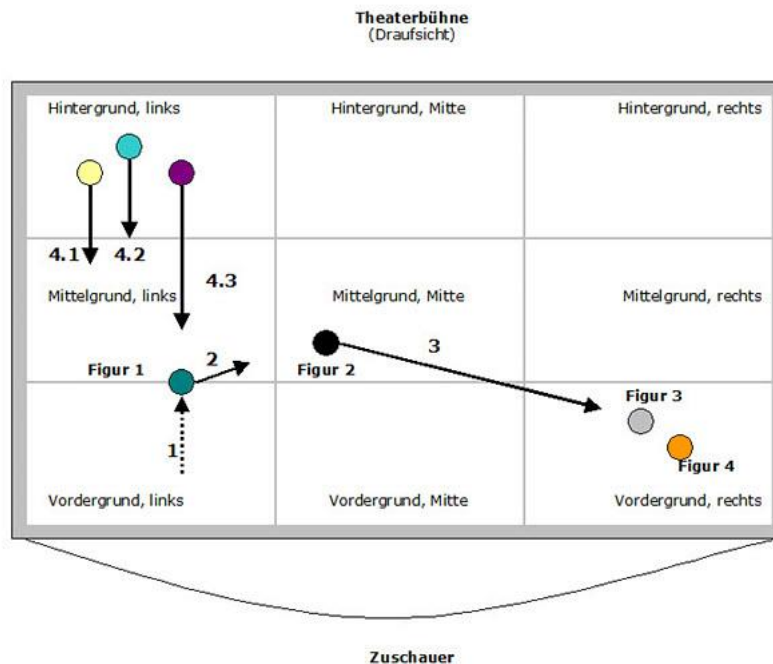 Theaterbühne
(Draufsicht)
Hintergrund, links
Hintergrund, Mitte
Hintergrund, rechts
4.1
4.2
4.3
Mittelgrund, links
Mittelgrund, Mitte
Mittelgrund, rechts
Figur 1
2
Figur 2
3
Figur 3
1
Figur 4
Vordergrund, links
Vordergrund, Mitte
Vordergrund, rechts
Zuschauer